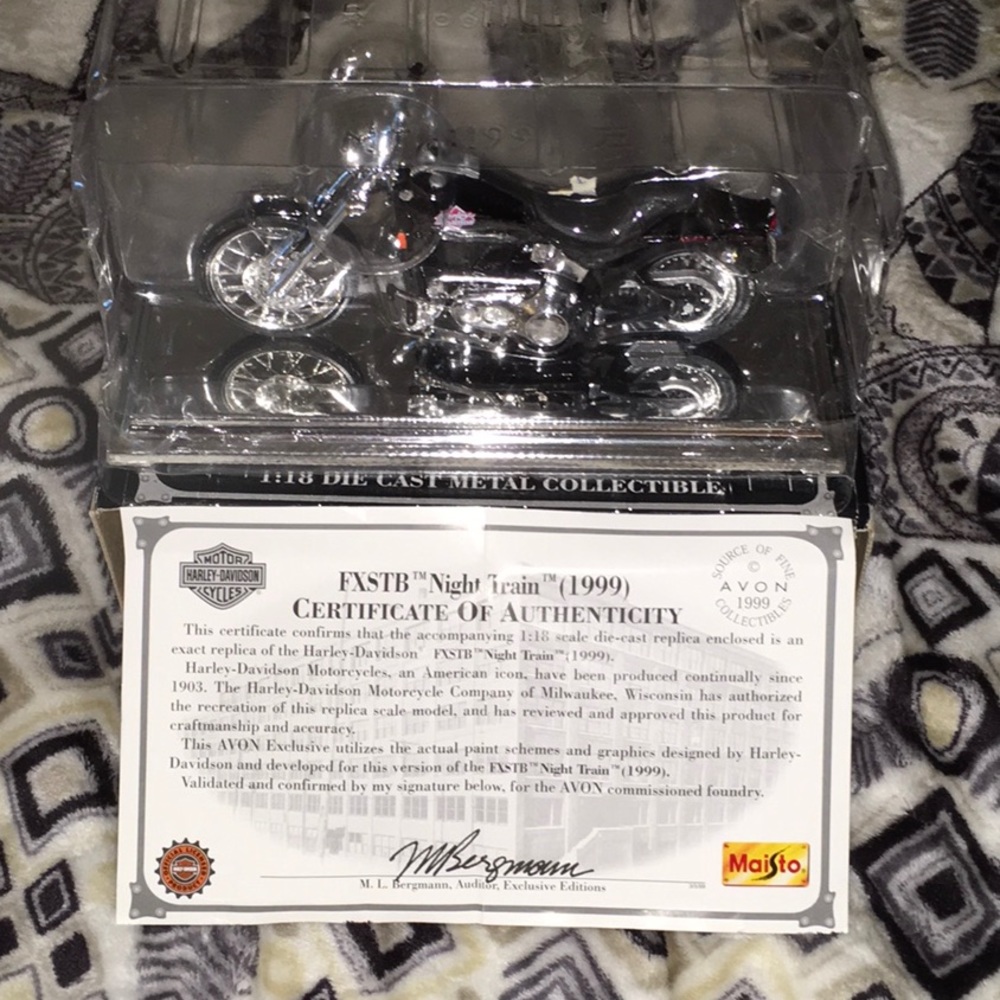 1:18 DIE CAST METAL COLLECTIBLE
MOTOR
HARLEY-DAVIDSON
CYCLES
SOURCE OF FINE
©
AVON
1999
COLLECTIBLES
FXSTB™ Night Train™ (1999)
CERTIFICATE OF AUTHENTICITY
This certificate confirms that the accompanying 1:18 scale die-cast replica enclosed is an
exact replica of the Harley-Davidson® FXSTB™ Night Train™ (1999).
Harley-Davidson Motorcycles, an American icon, have been produced continually since
1903. The Harley-Davidson Motorcycle Company of Milwaukee, Wisconsin has authorized
the recreation of this replica scale model, and has reviewed and approved this product for
craftmanship and accuracy.
This AVON Exclusive utilizes the actual paint schemes and graphics designed by Harley-
Davidson and developed for this version of the FXSTB™ Night Train™ (1999).
Validated and confirmed by my signature below, for the AVON commissioned foundry.
MLBergmann
M. L. Bergmann, Auditor, Exclusive Editions
OFFICIAL LICENSED
PRODUCT
Maisto